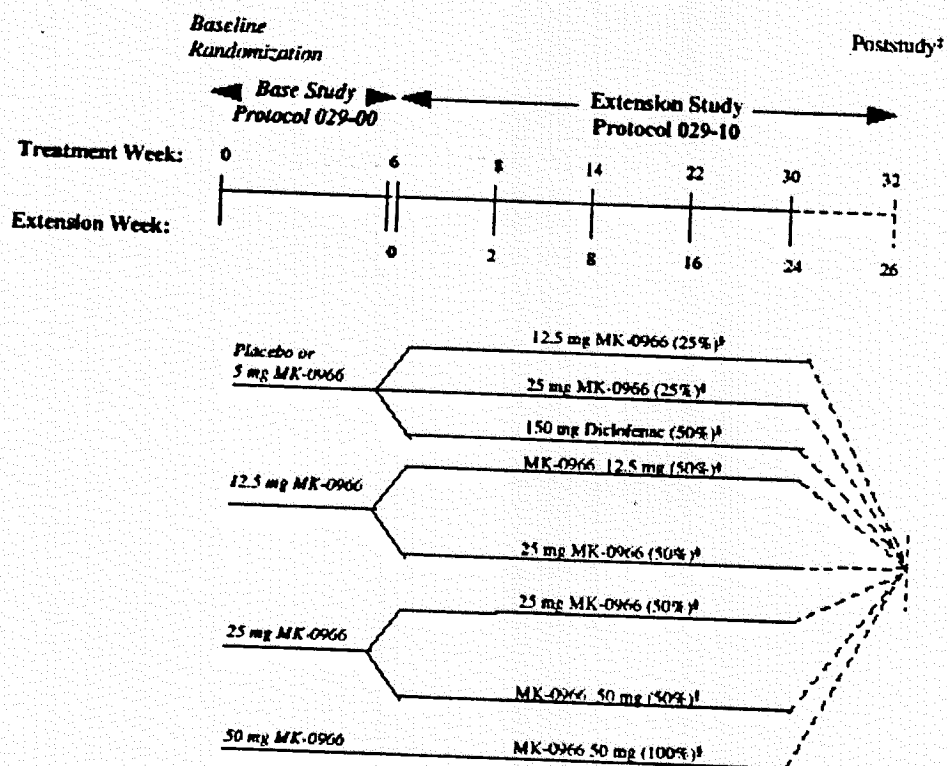 Baseline
Randomization
Poststudy‡
Base Study
Protocol 029-00
Extension Study
Protocol 029-10
Treatment Week: 0 6 8 14 22 30 32
Extension Week: 0 2 8 16 24 26
Placebo or
5 mg MK-0966
12.5 mg MK-0966 (25%)‡
25 mg MK-0966 (25%)‡
150 mg Diclofenac (50%)‡
12.5 mg MK-0966
MK-0966 12.5 mg (50%)‡
25 mg MK-0966 (50%)‡
25 mg MK-0966
25 mg MK-0966 (50%)‡
MK-0966 50 mg (50%)‡
50 mg MK-0966
MK-0966 50 mg (100%)‡